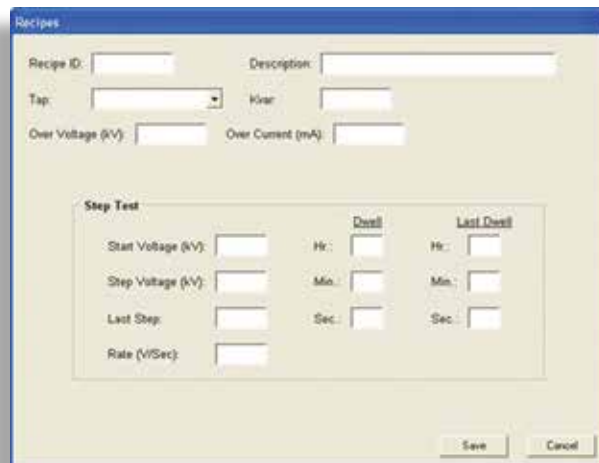 Recipes
Recipe ID: Description:
Tap: Kvar:
Over Voltage (kV): Over Current (mA):
Step Test
Dwell Last Dwell
Start Voltage (kV): Hr.: Hr.:
Step Voltage (kV): Min.: Min.:
Last Step: Sec.: Sec.:
Rate (V/Sec):
Save Cancel